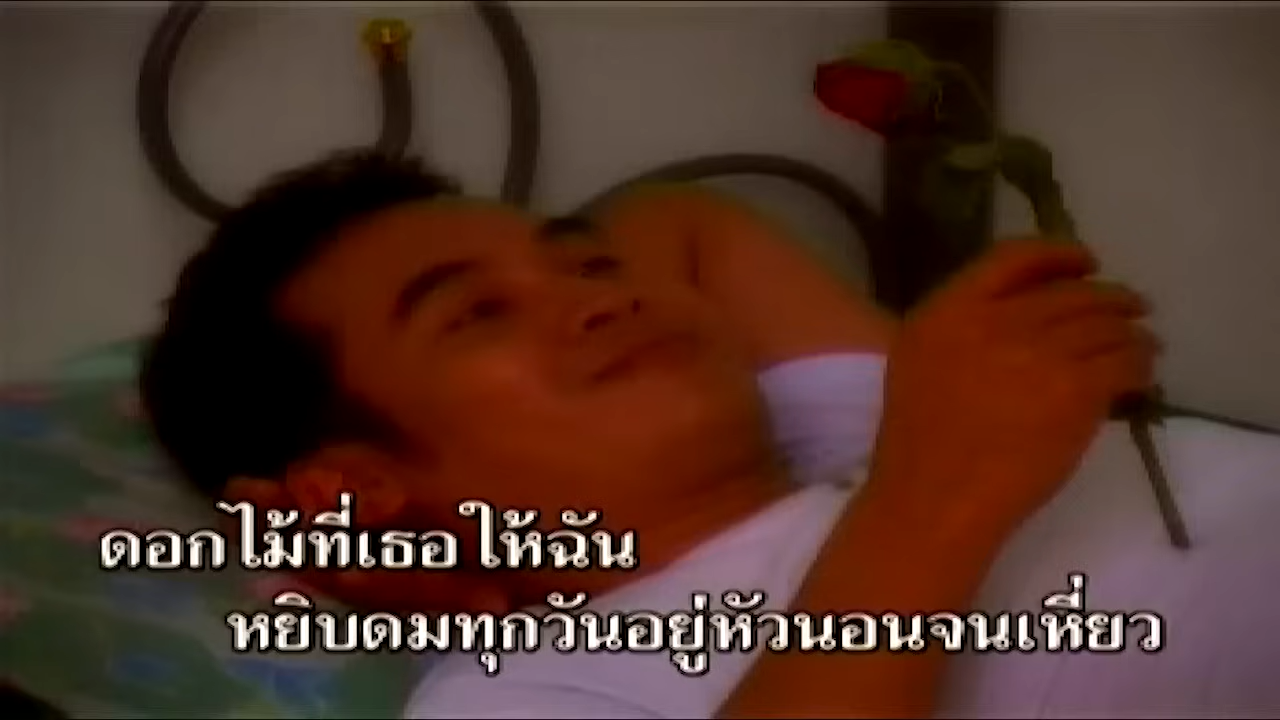 ดอกไม้ที่เธอให้ฉัน
หยิบดมทุกวันอยู่หัวนอนจนเหี่ยว